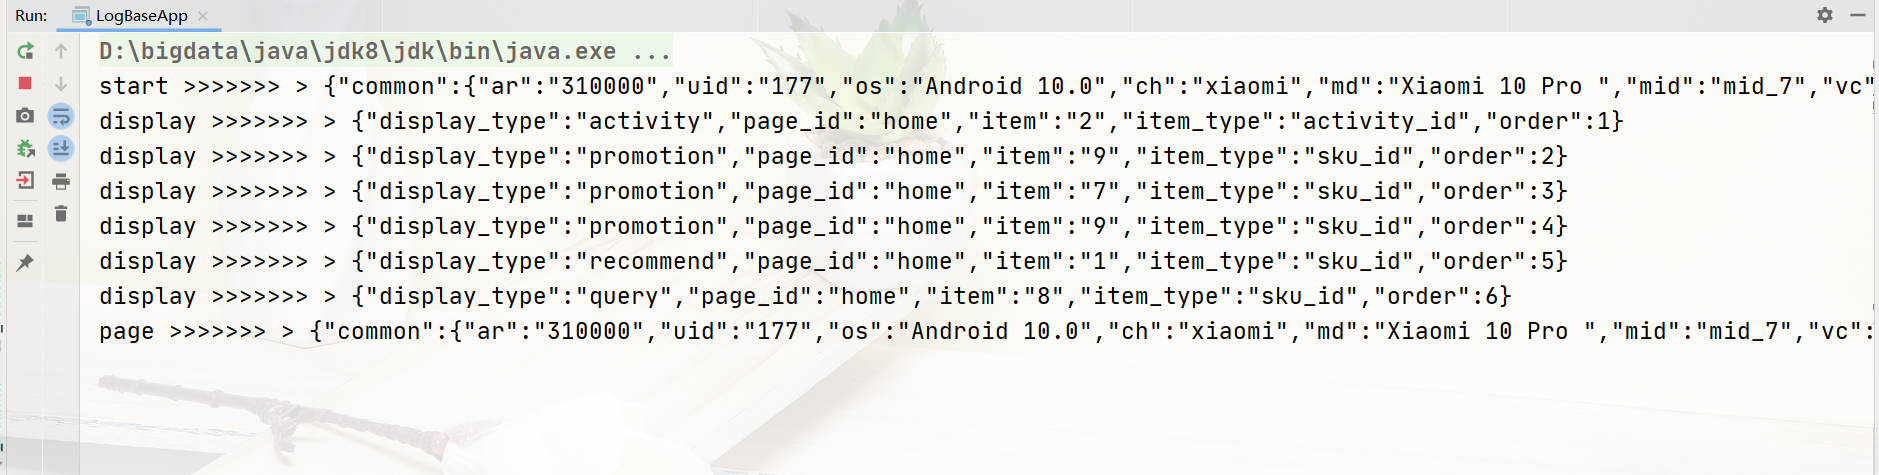 Run: LogBaseApp
D:\bigdata\java\jdk8\jdk\bin\java.exe ...
start >>>>>>> > {"common":{"ar":"310000","uid":"177","os":"Android 10.0","ch":"xiaomi","md":"Xiaomi 10 Pro ","mid":"mid_7","vc"
display >>>>>>> > {"display_type":"activity","page_id":"home","item":"2","item_type":"activity_id","order":1}
display >>>>>>> > {"display_type":"promotion","page_id":"home","item":"9","item_type":"sku_id","order":2}
display >>>>>>> > {"display_type":"promotion","page_id":"home","item":"7","item_type":"sku_id","order":3}
display >>>>>>> > {"display_type":"promotion","page_id":"home","item":"9","item_type":"sku_id","order":4}
display >>>>>>> > {"display_type":"recommend","page_id":"home","item":"1","item_type":"sku_id","order":5}
display >>>>>>> > {"display_type":"query","page_id":"home","item":"8","item_type":"sku_id","order":6}
page >>>>>>> > {"common":{"ar":"310000","uid":"177","os":"Android 10.0","ch":"xiaomi","md":"Xiaomi 10 Pro ","mid":"mid_7","vc":